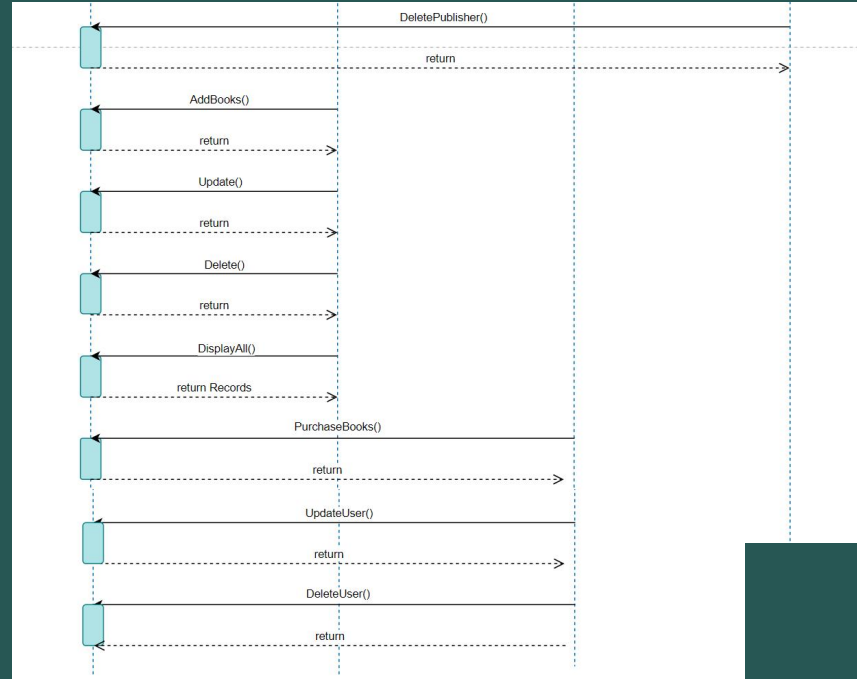 DeletePublisher()
return
AddBooks()
return
Update()
return
Delete()
return
DisplayAll()
return Records
PurchaseBooks()
return
UpdateUser()
return
DeleteUser()
return